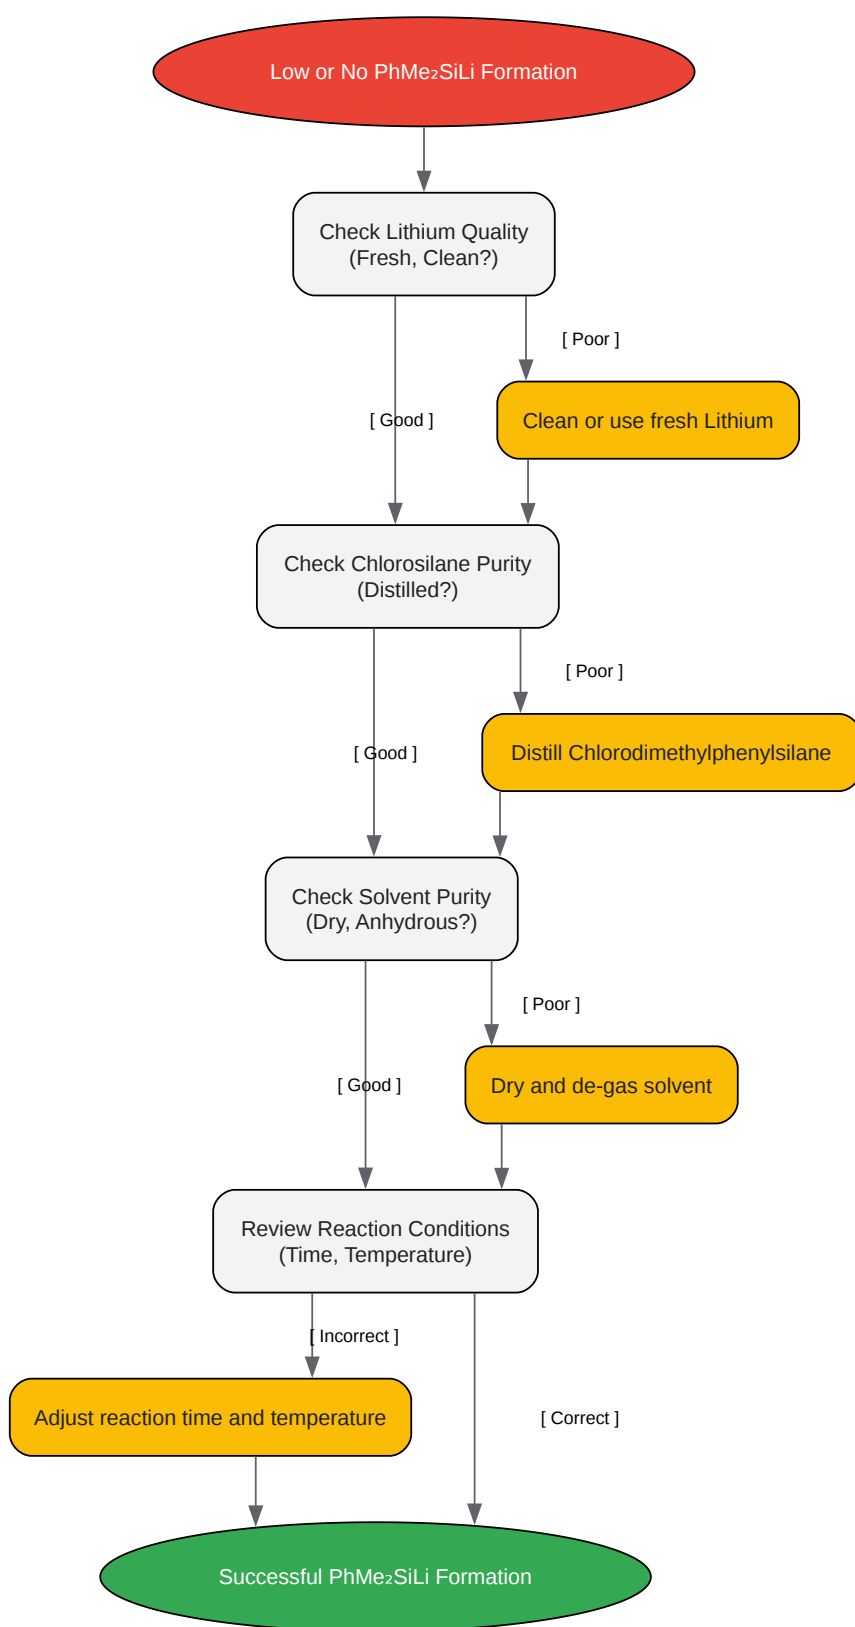 Low or No PhMe₂SiLi Formation
Check Lithium Quality
(Fresh, Clean?)
[ Poor ]
[ Good ]
Clean or use fresh Lithium
Check Chlorosilane Purity
(Distilled?)
[ Poor ]
[ Good ]
Distill Chlorodimethylphenylsilane
Check Solvent Purity
(Dry, Anhydrous?)
[ Poor ]
[ Good ]
Dry and de-gas solvent
Review Reaction Conditions
(Time, Temperature)
[ Incorrect ]
Adjust reaction time and temperature
[ Correct ]
Successful PhMe₂SiLi Formation